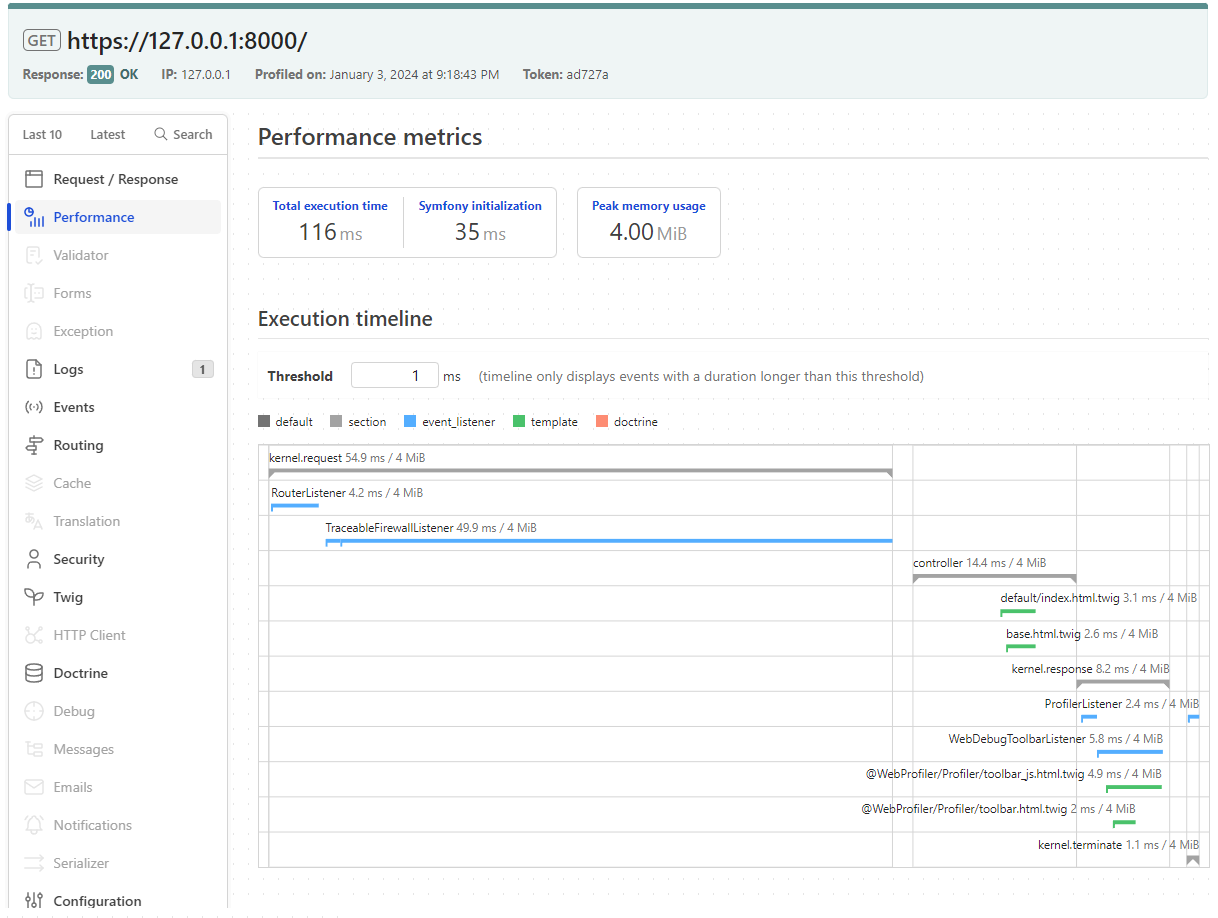 GET https://127.0.0.1:8000/
Response: 200 OK IP: 127.0.0.1 Profiled on: January 3, 2024 at 9:18:43 PM Token: ad727a
Last 10 Latest Search
Request / Response
Performance
Validator
Forms
Exception
Logs 1
Events
Routing
Cache
Translation
Security
Twig
HTTP Client
Doctrine
Debug
Messages
Emails
Notifications
Serializer
Configuration
Performance metrics
Total execution time Symfony initialization Peak memory usage
116 ms 35 ms 4.00 MiB
Execution timeline
Threshold 1 ms (timeline only displays events with a duration longer than this threshold)
default section event_listener template doctrine
kernel.request 54.9 ms / 4 MiB
RouterListener 4.2 ms / 4 MiB
TraceableFirewallListener 49.9 ms / 4 MiB
controller 14.4 ms / 4 MiB
default/index.html.twig 3.1 ms / 4 MiB
base.html.twig 2.6 ms / 4 MiB
kernel.response 8.2 ms / 4 MiB
ProfilerListener 2.4 ms / 4 MiB
WebDebugToolbarListener 5.8 ms / 4 MiB
@WebProfiler/Profiler/toolbar_js.html.twig 4.9 ms / 4 MiB
@WebProfiler/Profiler/toolbar.html.twig 2 ms / 4 MiB
kernel.terminate 1.1 ms / 4 MiB